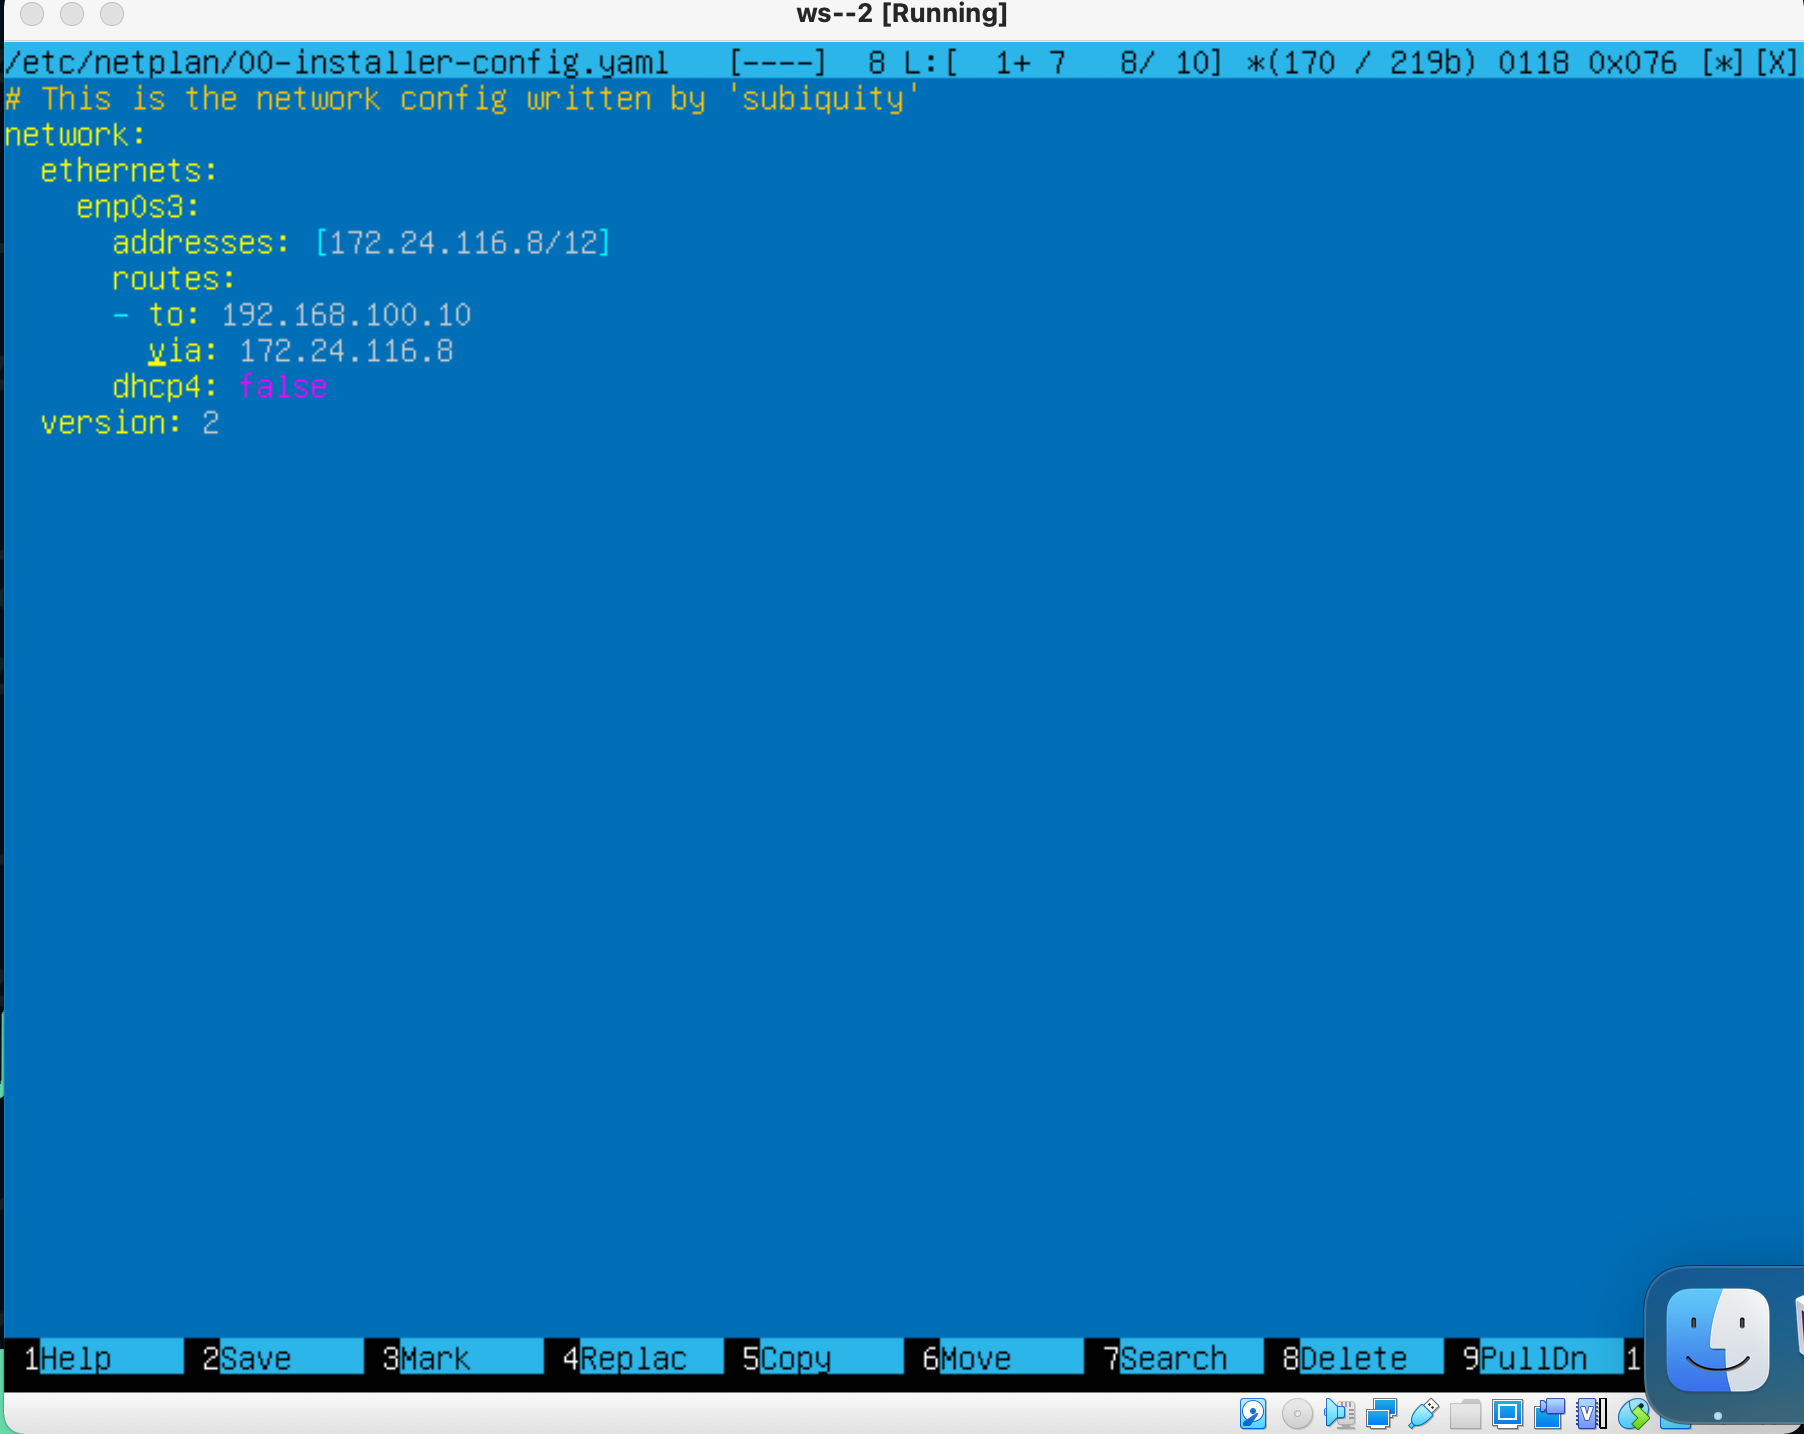 ws--2 [Running]
/etc/netplan/00-installer-config.yaml   [----]  8 L:[  1+ 7   8/ 10] *(170 / 219b) 0118 0x076 [*][X]
# This is the network config written by 'subiquity'
network:
  ethernets:
    enp0s3:
      addresses: [172.24.116.8/12]
      routes:
      - to: 192.168.100.10
        via: 172.24.116.8
      dhcp4: false
  version: 2
1Help 2Save 3Mark 4Replac 5Copy 6Move 7Search 8Delete 9PullDn 1